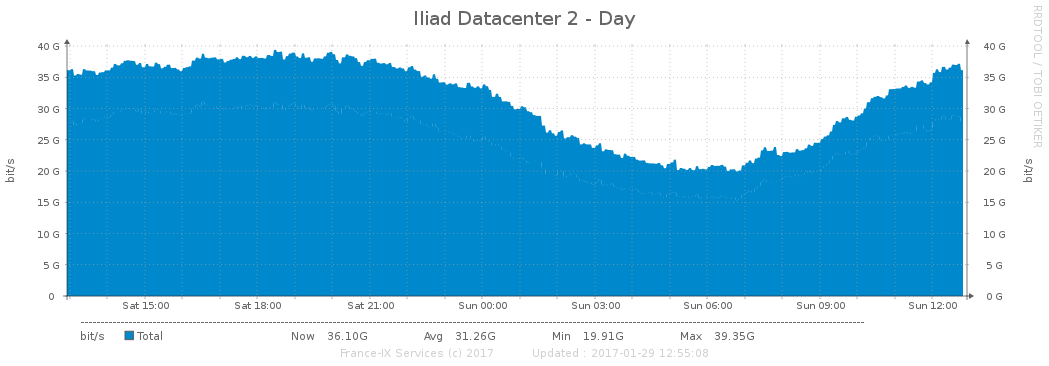 Iliad Datacenter 2 - Day
RRDTOOL / TOBI OETIKER
40 G 40 G
35 G 35 G
30 G 30 G
25 G 25 G
20 G 20 G
15 G 15 G
10 G 10 G
5 G 5 G
0 0 G
bit/s
bit/s
Sat 15:00 Sat 18:00 Sat 21:00 Sun 00:00 Sun 03:00 Sun 06:00 Sun 09:00 Sun 12:00
bit/s Total Now 36.10G Avg 31.26G Min 19.91G Max 39.35G
France-IX Services (c) 2017 Updated : 2017-01-29 12:55:08